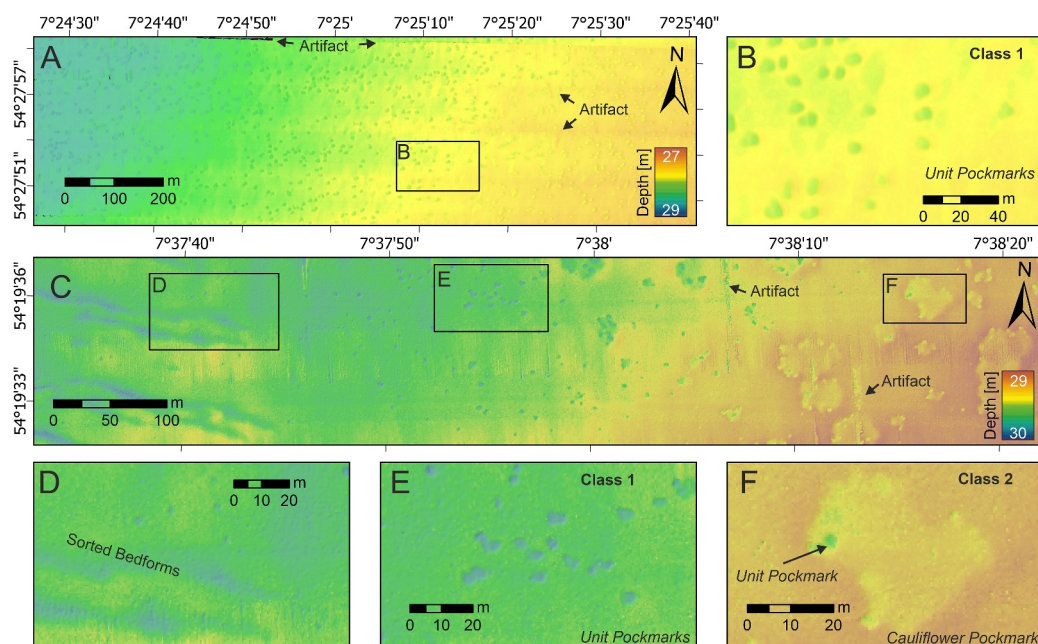 7°24'30" 7°24'40" 7°24'50" 7°25' 7°25'10" 7°25'20" 7°25'30" 7°25'40"
A
Artifact
N
54°27'57"
Artifact
B
54°27'51"
m
0 100 200
Depth [m]
27
29
B
Class 1
Unit Pockmarks
m
0 20 40
7°37'40" 7°37'50" 7°38' 7°38'10" 7°38'20"
C
D
E
F
N
54°19'36"
Artifact
54°19'33"
Artifact
m
0 50 100
Depth [m]
29
30
D
m
0 10 20
Sorted Bedforms
E
Class 1
m
0 10 20
Unit Pockmarks
F
Class 2
Unit Pockmark
m
0 10 20
Cauliflower Pockmark